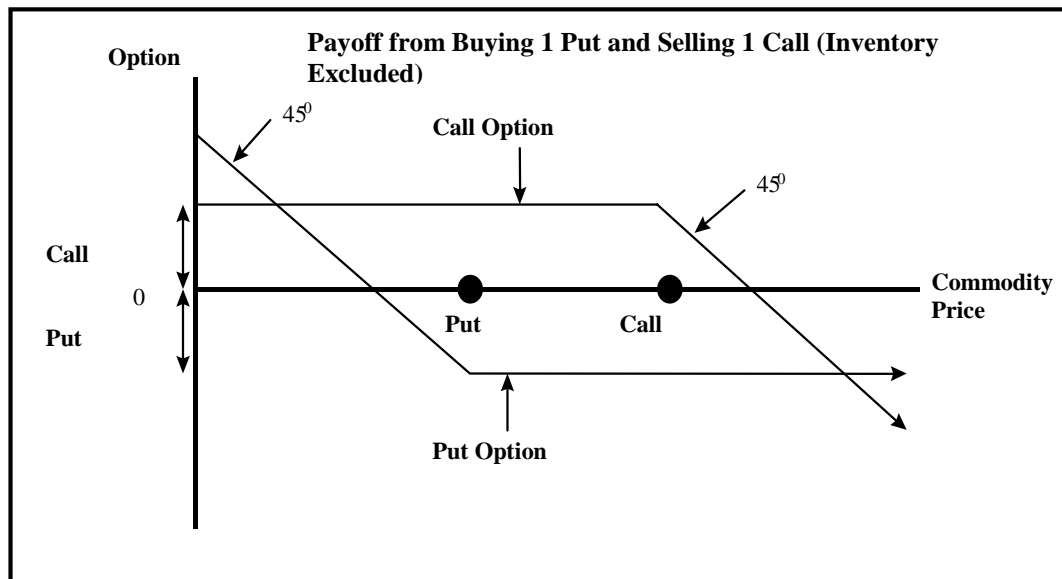 Payoff from Buying 1 Put and Selling 1 Call (Inventory
Excluded)
Option
45⁰
Call Option
45⁰
Call
0
Put
Put
Call
Commodity
Price
Put Option